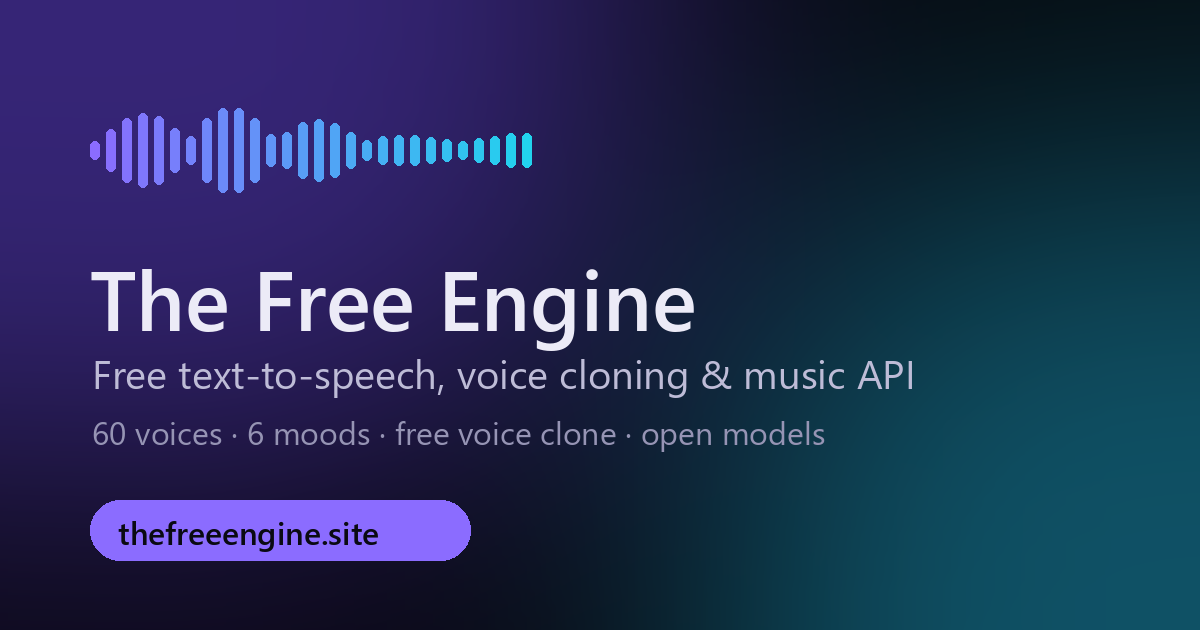 The Free Engine
Free text-to-speech, voice cloning & music API
60 voices · 6 moods · free voice clone · open models
thefreeengine.site